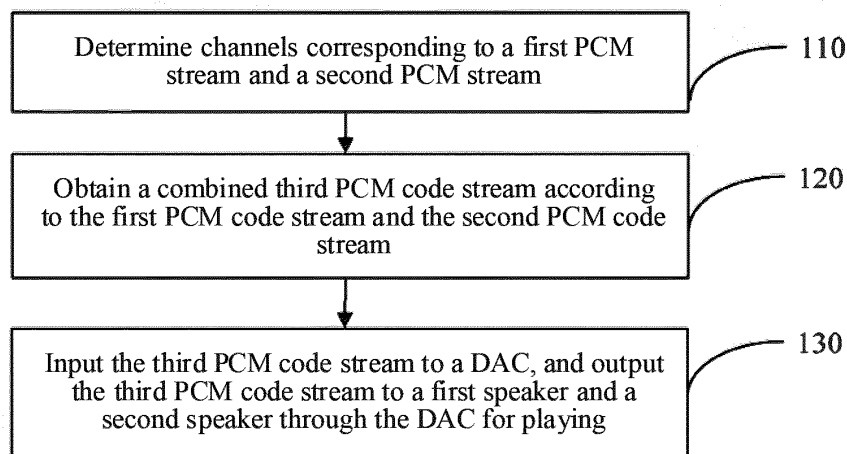 Determine channels corresponding to a first PCM
stream and a second PCM stream
110
Obtain a combined third PCM code stream according
to the first PCM code stream and the second PCM code
stream
120
Input the third PCM code stream to a DAC, and output
the third PCM code stream to a first speaker and a
second speaker through the DAC for playing
130